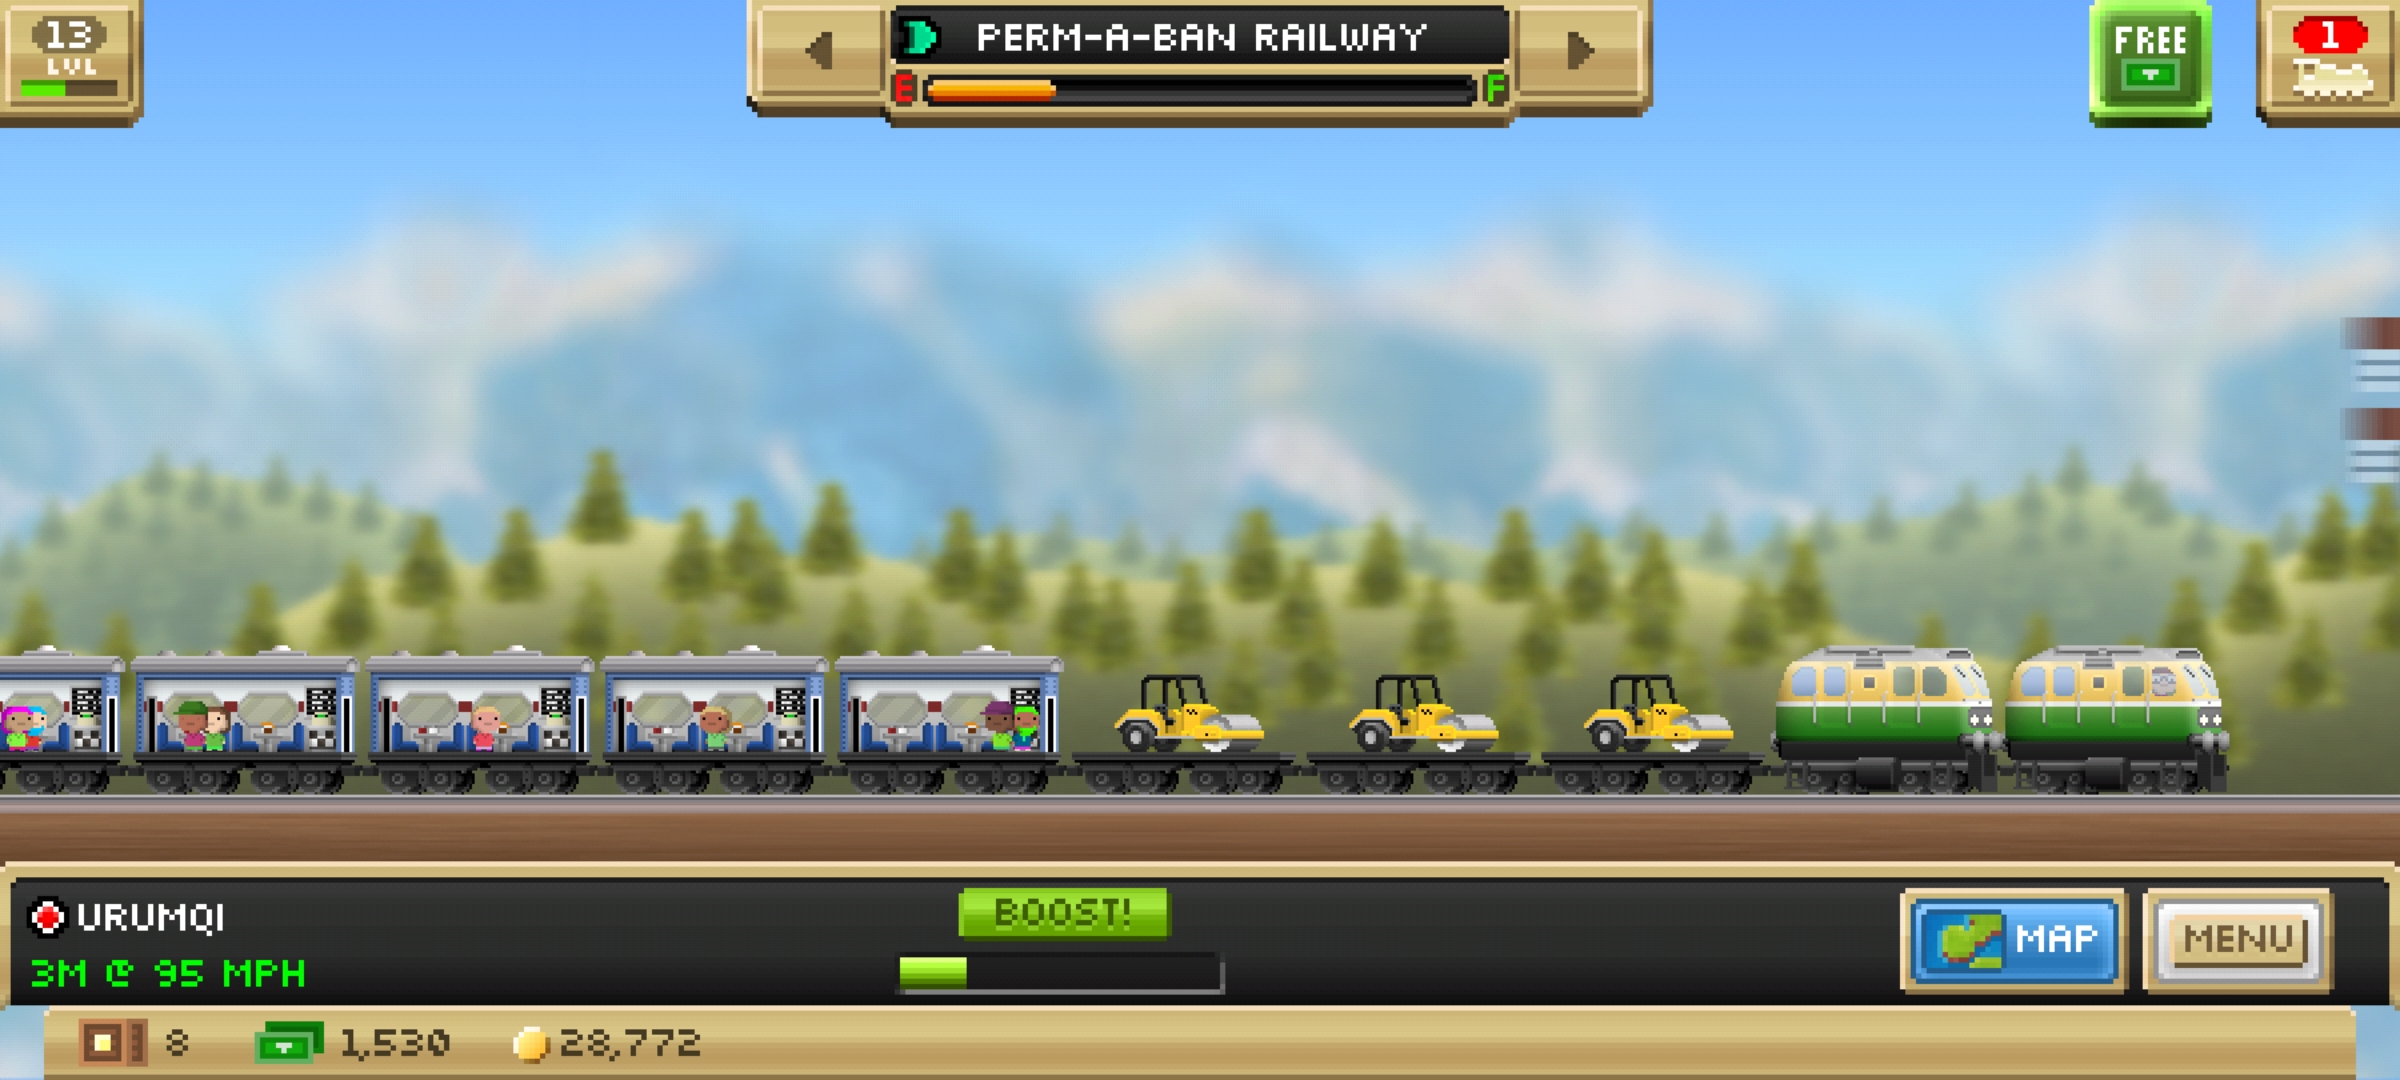 13
LVL
PERM-A-BAN RAILWAY
E F
FREE
1
URUMQI
3M @ 95 MPH
BOOST!
MAP
MENU
8
1,530
28,772